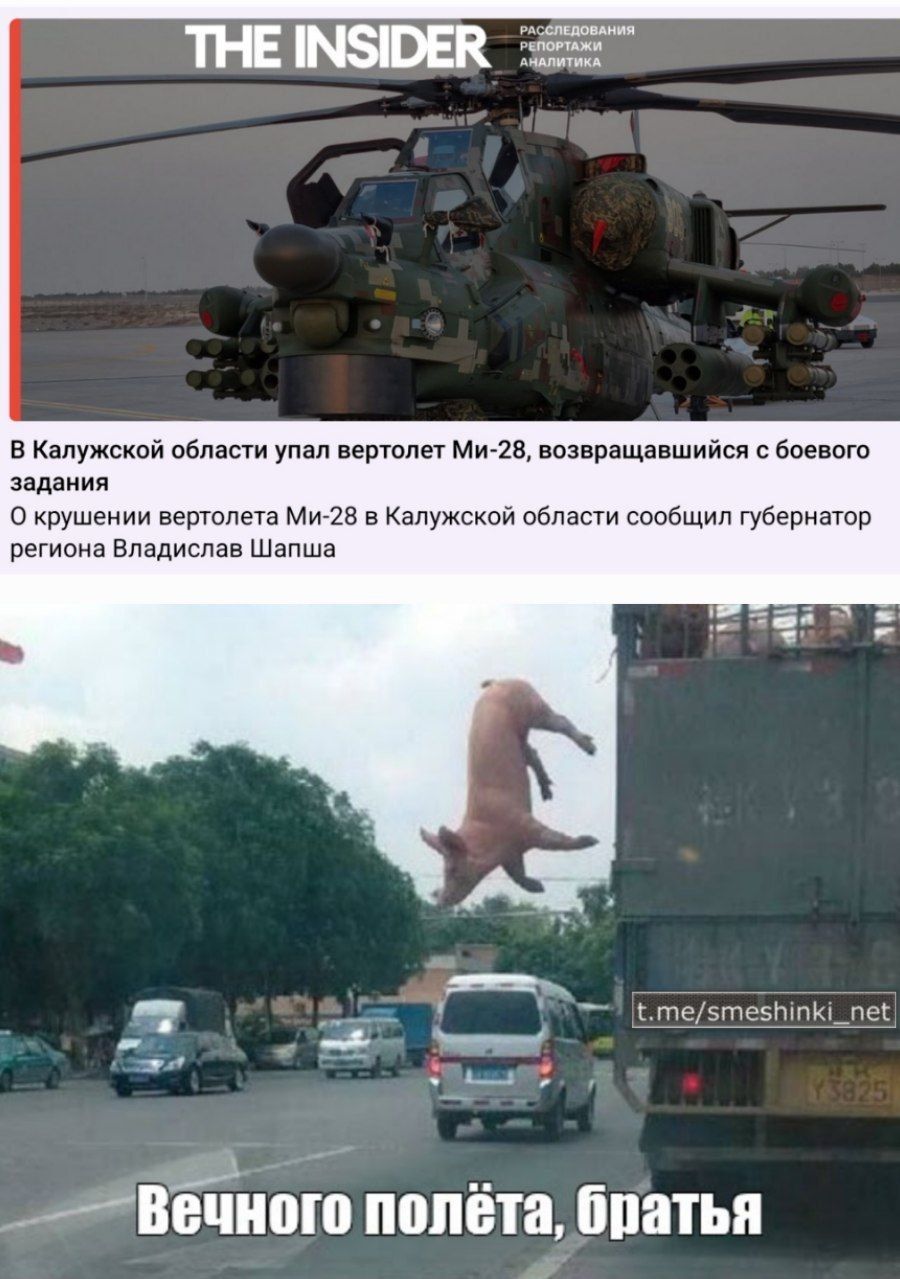 THE INSIDER
РАССЛЕДОВАНИЯ
РЕПОРТАЖИ
АНАЛИТИКА
В Калужской области упал вертолет Ми-28, возвращавшийся с боевого
задания
О крушении вертолета Ми-28 в Калужской области сообщил губернатор
региона Владислав Шапша
t.me/smeshinki_net
Y3825
Вечного полёта, братья